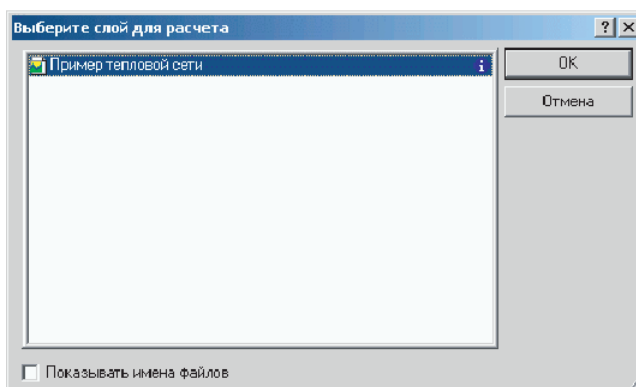 Выберите слой для расчета
Пример тепловой сети
OK
Отмена
Показывать имена файлов